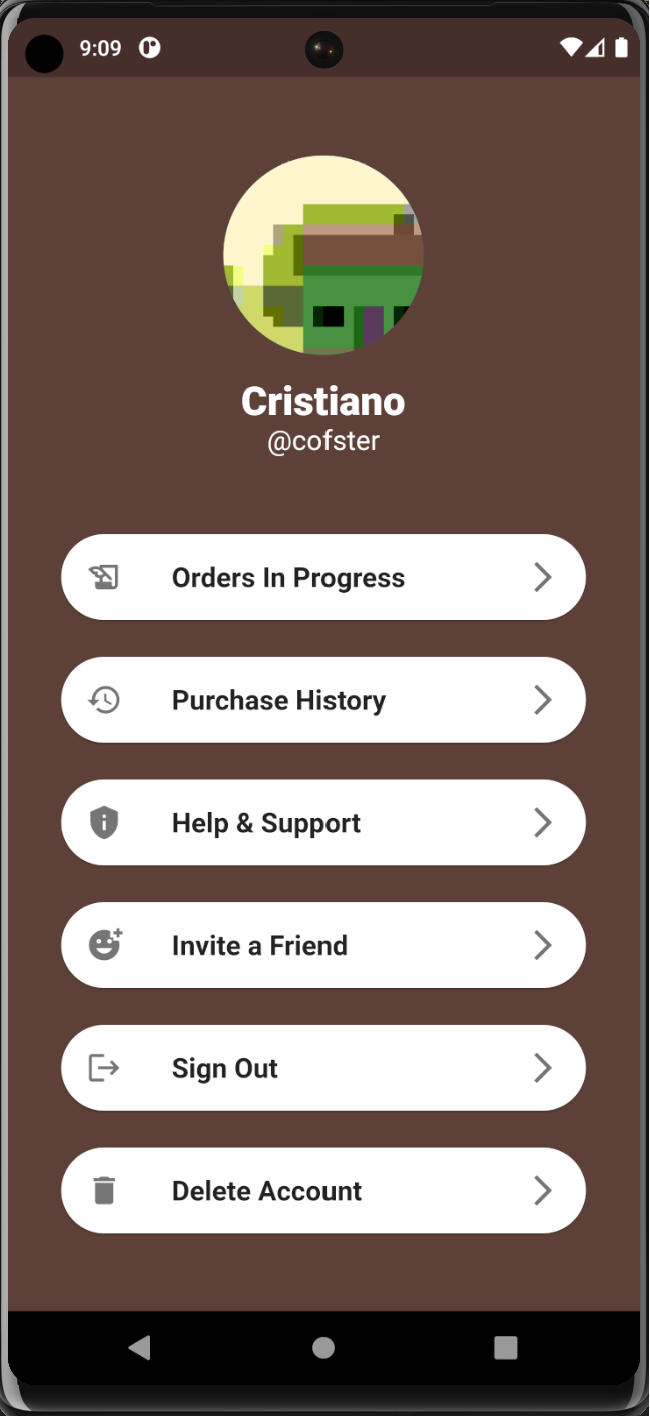 9:09
Cristiano
@cofster
Orders In Progress
Purchase History
Help & Support
Invite a Friend
Sign Out
Delete Account